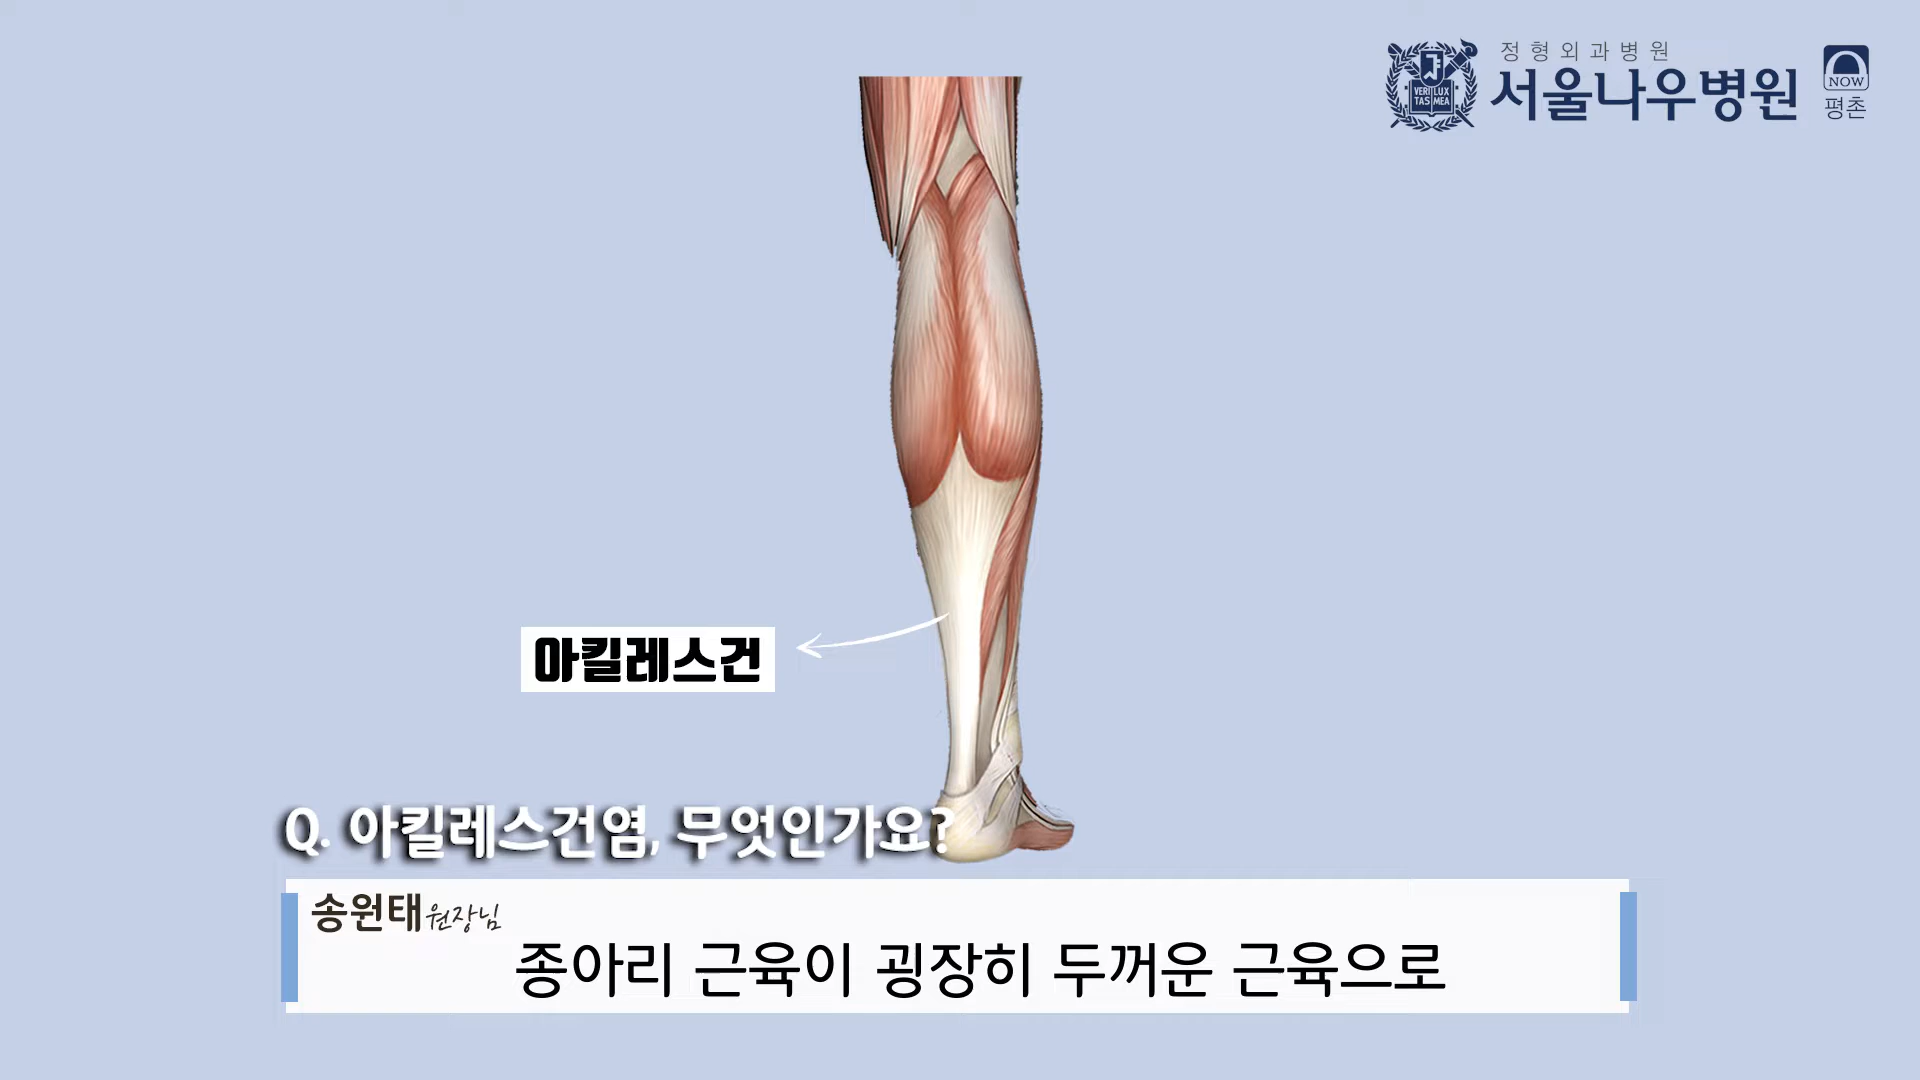 정형외과병원
서울나우병원
VERI LUX
TAS MEA
NOW
평촌
아킬레스건
Q. 아킬레스건염, 무엇인가요?
송원태 원장님
종아리 근육이 굉장히 두꺼운 근육으로